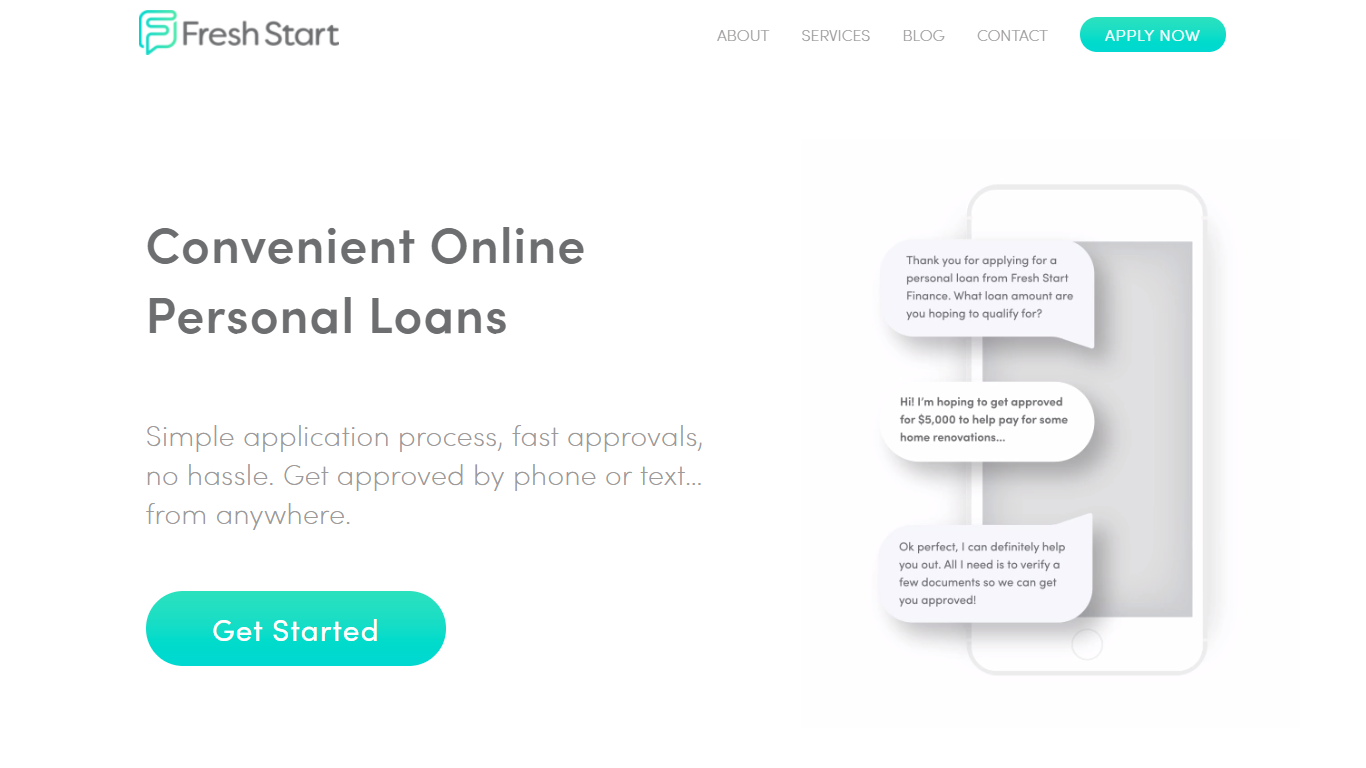 Fresh Start
ABOUT
SERVICES
BLOG
CONTACT
APPLY NOW
Convenient Online
Personal Loans
Simple application process, fast approvals,
no hassle. Get approved by phone or text...
from anywhere.
Get Started
Thank you for applying for a
personal loan from Fresh Start
Finance. What loan amount are
you hoping to qualify for?
Hi! I'm hoping to get approved
for $5,000 to help pay for some
home renovations...
Ok perfect, I can definitely help
you out. All I need is to verify a
few documents so we can get
you approved!